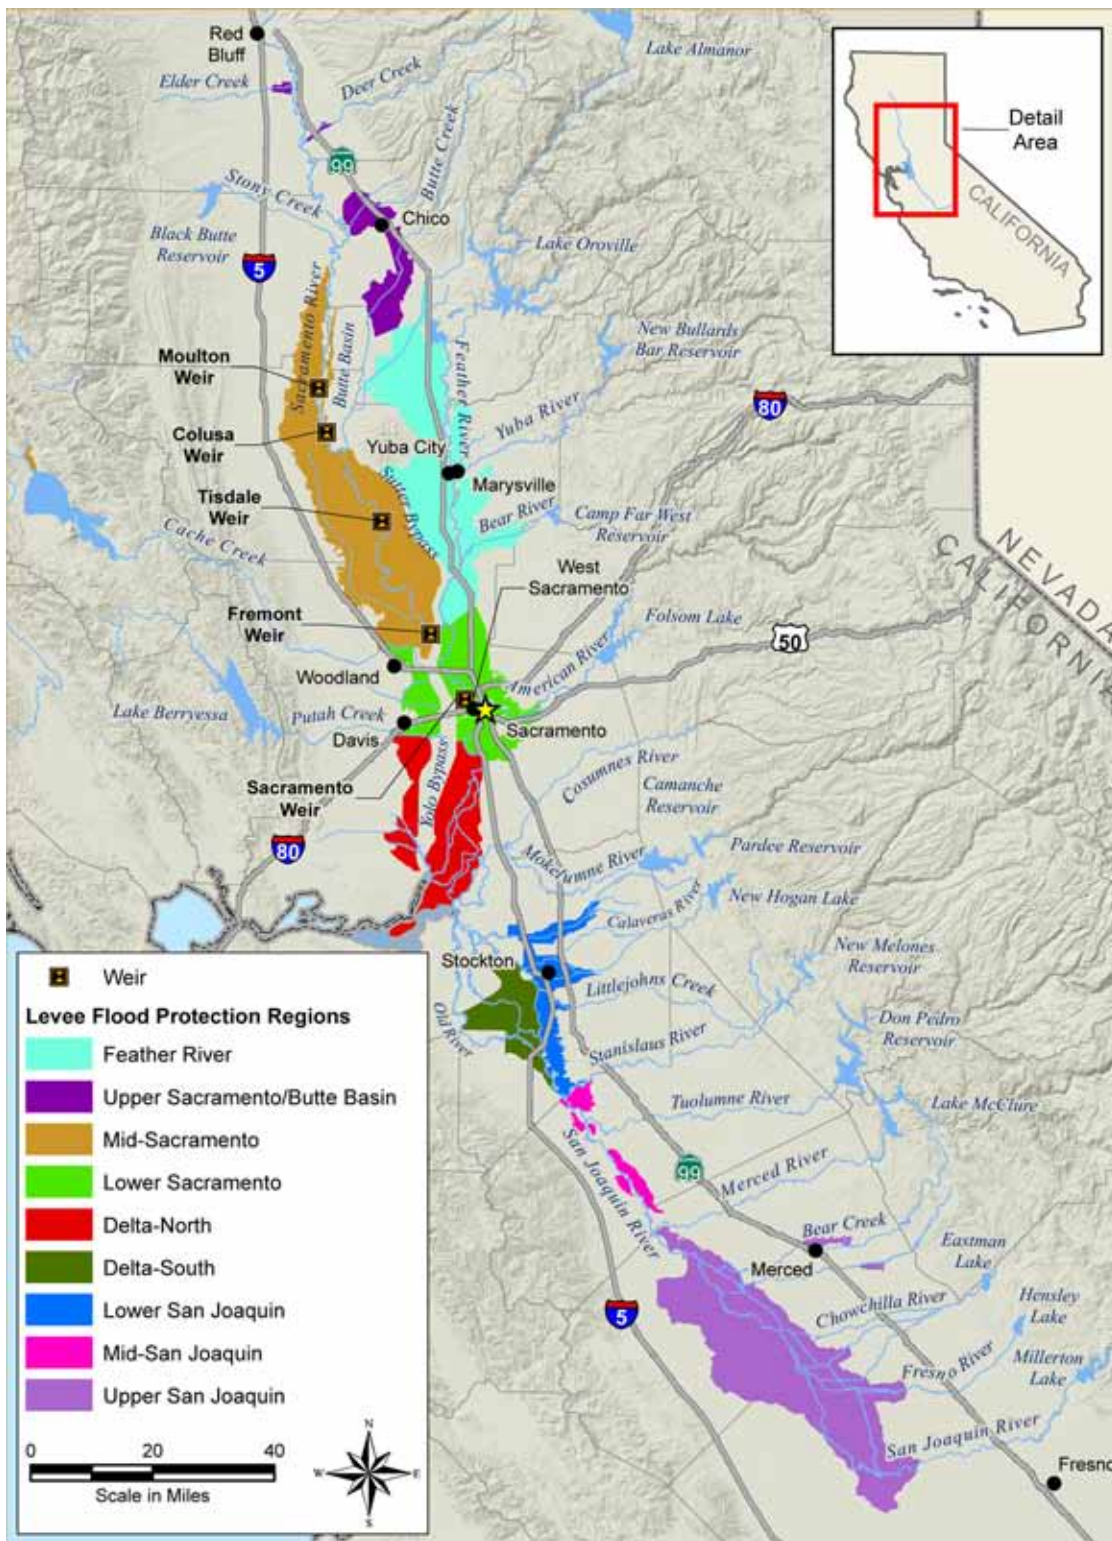 Red
Bluff
Lake Almanor
Deer Creek
Elder Creek
Butte Creek
99
Stony Creek
Chico
Black Butte
Reservoir
5
Lake Oroville
Detail
Area
CALIFORNIA
Sacramento River
Butte Basin
Feather River
New Bullards
Bar Reservoir
Moulton
Weir
80
Yuba River
Colusa
Weir
Yuba City
Marysville
Tisdale
Weir
Sutter Bypass
Bear River
Camp Far West
Reservoir
Cache Creek
West
Sacramento
NEVADA
CALIFORNIA
Fremont
Weir
Folsom Lake
50
American River
Woodland
Lake Berryessa
Putah Creek
Davis
Sacramento
Cosumnes River
Sacramento
Weir
Yolo Bypass
Camanche
Reservoir
80
Mokelumne River
Pardee Reservoir
New Hogan Lake
Calaveras River
New Melones
Reservoir
Stockton
Littlejohns Creek
Old River
Don Pedro
Reservoir
Stanislaus River
Tuolumne River
Lake McClure
San Joaquin River
99
Merced River
Bear Creek
Merced
Eastman
Lake
Chowchilla River
Hensley
Lake
5
Fresno River
Millerton
Lake
San Joaquin River
Fresno
Weir
Levee Flood Protection Regions
Feather River
Upper Sacramento/Butte Basin
Mid-Sacramento
Lower Sacramento
Delta-North
Delta-South
Lower San Joaquin
Mid-San Joaquin
Upper San Joaquin
0 20 40
Scale in Miles
N
W E
S